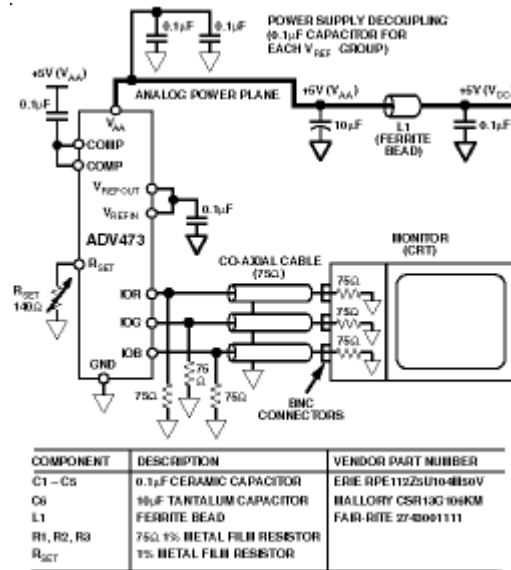 0.1µF
0.1µF
POWER SUPPLY DECOUPLING
(0.1µF CAPACITOR FOR
EACH VREF GROUP)
+5V (VAA)
ANALOG POWER PLANE
+5V (VAA)
+5V (VCC)
0.1µF
VAA
10µF
L1
(FERRITE
BEAD)
0.1µF
COMP
COMP
VREFOUT
VREFIN
0.1µF
ADV473
RSET
RSET
140Ω
CO-AXIAL CABLE
(75Ω)
MONITOR
(CRT)
IOR
75Ω
IOG
75Ω
IOB
75Ω
GND
75Ω
75
Ω
75Ω
BNC
CONNECTORS
COMPONENT DESCRIPTION VENDOR PART NUMBER
C1 – C5 0.1µF CERAMIC CAPACITOR ERIE RPE112Z5U104M50V
C6 10µF TANTALUM CAPACITOR MALLORY CSR13G106KM
L1 FERRITE BEAD FAIR-RITE 2743001111
R1, R2, R3 75Ω 1% METAL FILM RESISTOR
RSET 1% METAL FILM RESISTOR